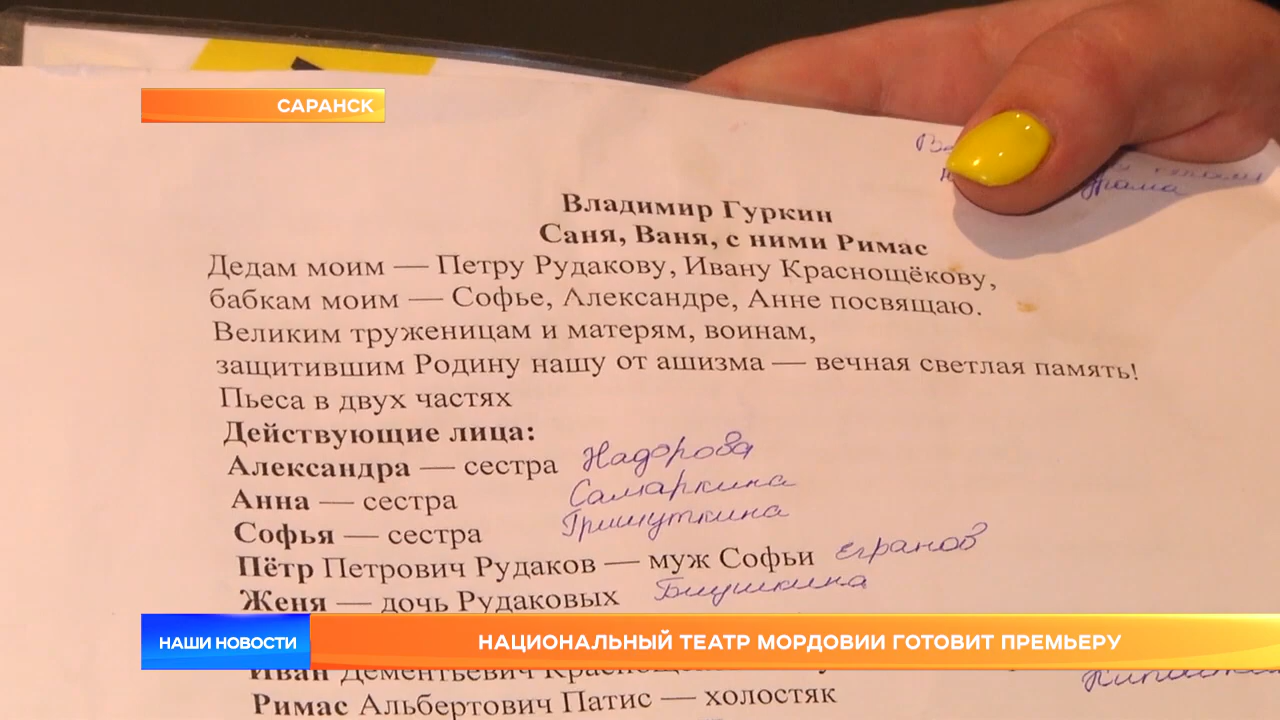 САРАНСК
драма
Владимир Гуркин
Саня, Ваня, с ними Римас
Дедам моим — Петру Рудакову, Ивану Краснощёкову,
бабкам моим — Софье, Александре, Анне посвящаю.
Великим труженицам и матерям, воинам,
защитившим Родину нашу от ашизма — вечная светлая память!
Пьеса в двух частях
Действующие лица:
Александра — сестра Надорова
Анна — сестра Самаркина
Софья — сестра Гришуткина
Пётр Петрович Рудаков — муж Софьи
Женя — дочь Рудаковых
НАШИ НОВОСТИ НАЦИОНАЛЬНЫЙ ТЕАТР МОРДОВИИ ГОТОВИТ ПРЕМЬЕРУ
Иван Дементьевич
Римас Альбертович Патис — холостяк